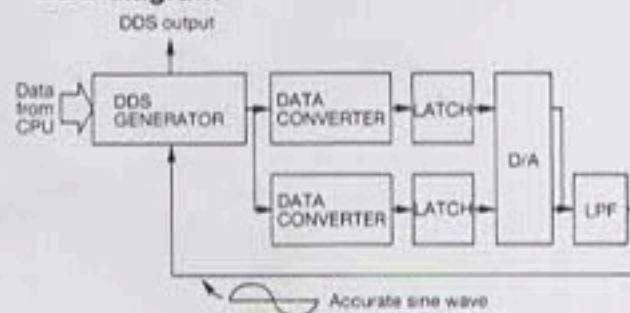 DDS output
Data
from
CPU
DDS
GENERATOR
DATA
CONVERTER
LATCH
D/A
DATA
CONVERTER
LATCH
LPF
Accurate sine wave